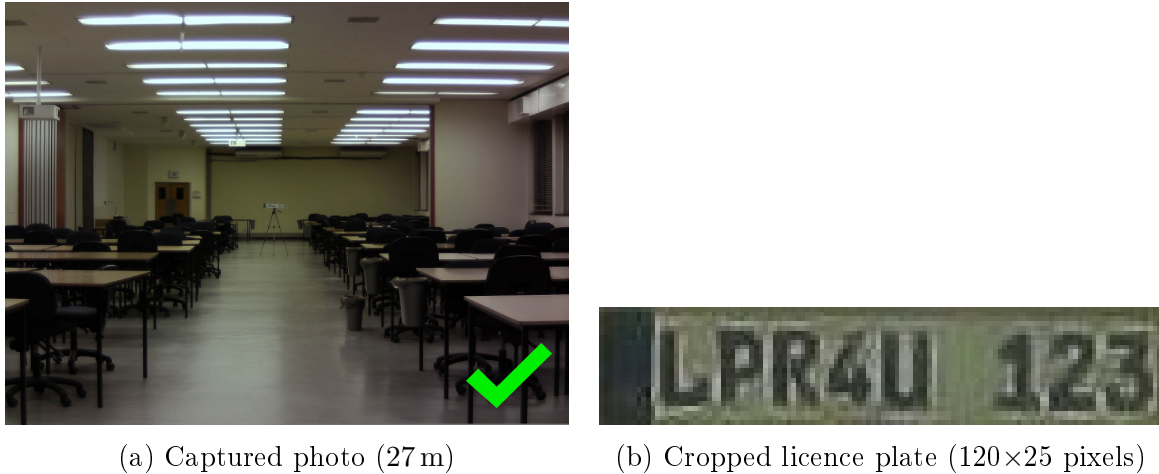 LPR4U 123
(a) Captured photo (27 m)
(b) Cropped licence plate (120×25 pixels)